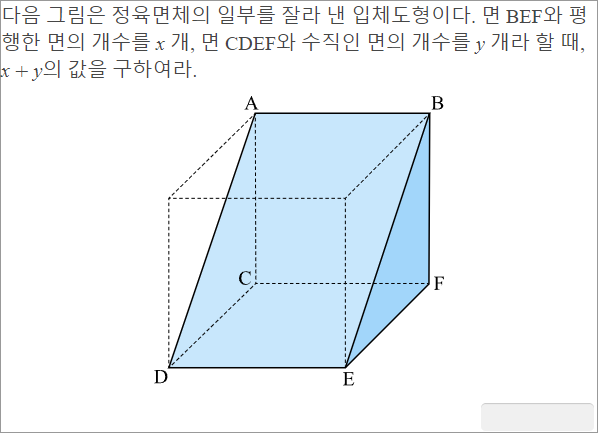 다음 그림은 정육면체의 일부를 잘라 낸 입체도형이다. 면 BEF와 평
행한 면의 개수를 x 개, 면 CDEF와 수직인 면의 개수를 y 개라 할 때,
x + y의 값을 구하여라.
A B
C F
D E